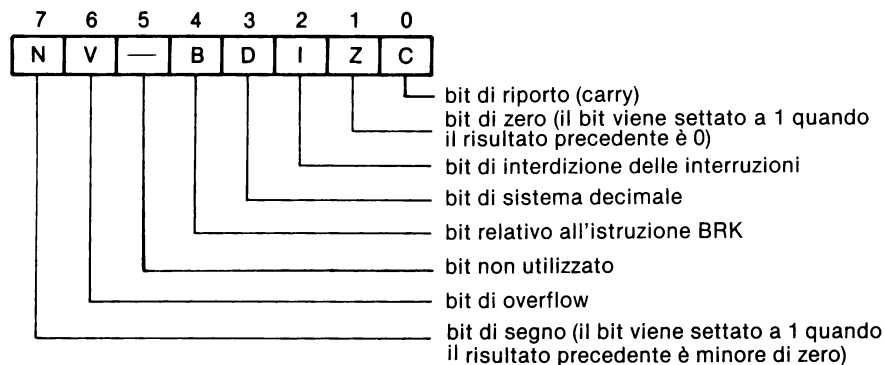 7 6 5 4 3 2 1 0
N V — B D I Z C
bit di riporto (carry)
bit di zero (il bit viene settato a 1 quando
il risultato precedente è 0)
bit di interdizione delle interruzioni
bit di sistema decimale
bit relativo all'istruzione BRK
bit non utilizzato
bit di overflow
bit di segno (il bit viene settato a 1 quando
il risultato precedente è minore di zero)